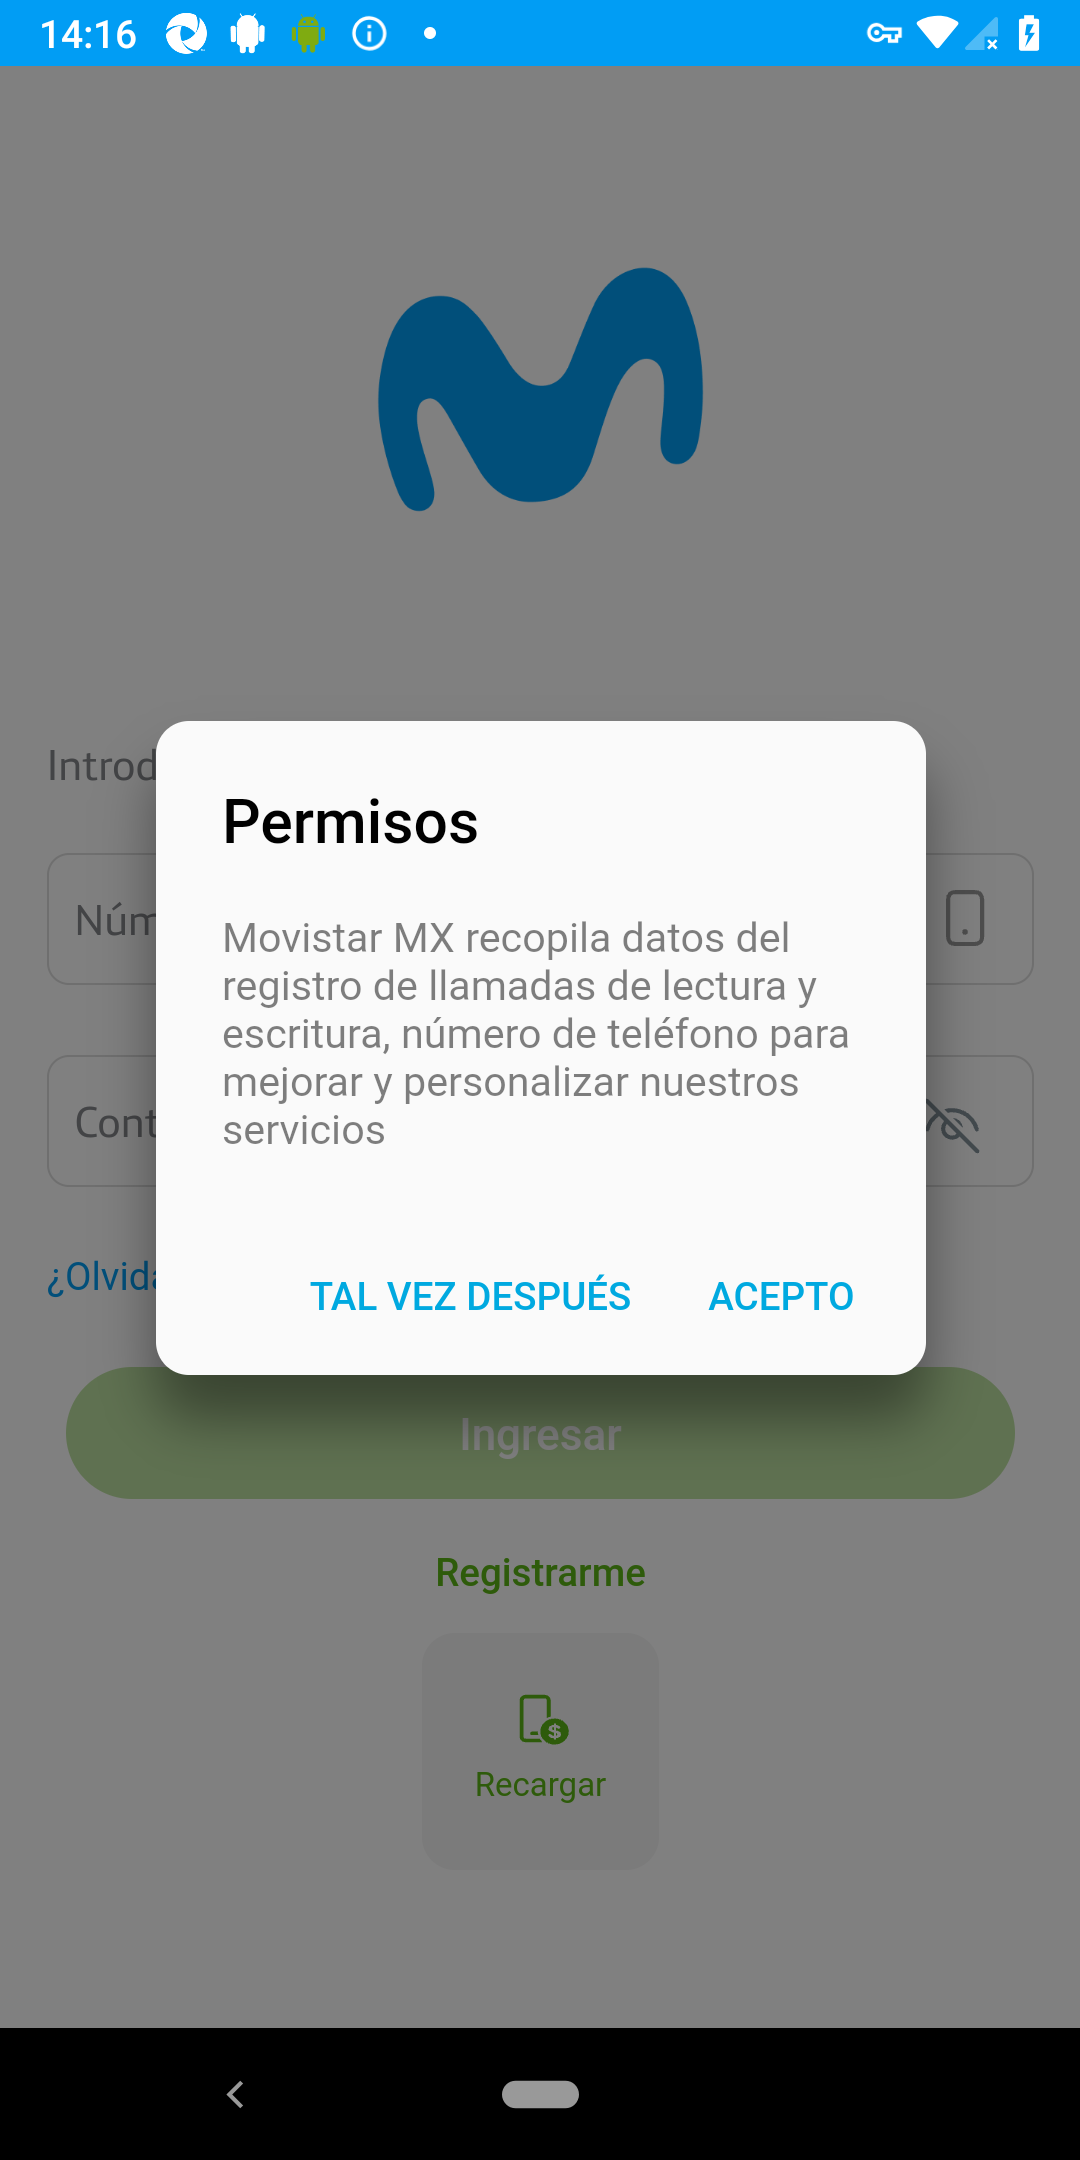 14:16
Introd
Permisos
Núm
Movistar MX recopila datos del
registro de llamadas de lectura y
escritura, número de teléfono para
mejorar y personalizar nuestros
servicios
Cont
¿Olvida
TAL VEZ DESPUÉS ACEPTO
Ingresar
Registrarme
Recargar